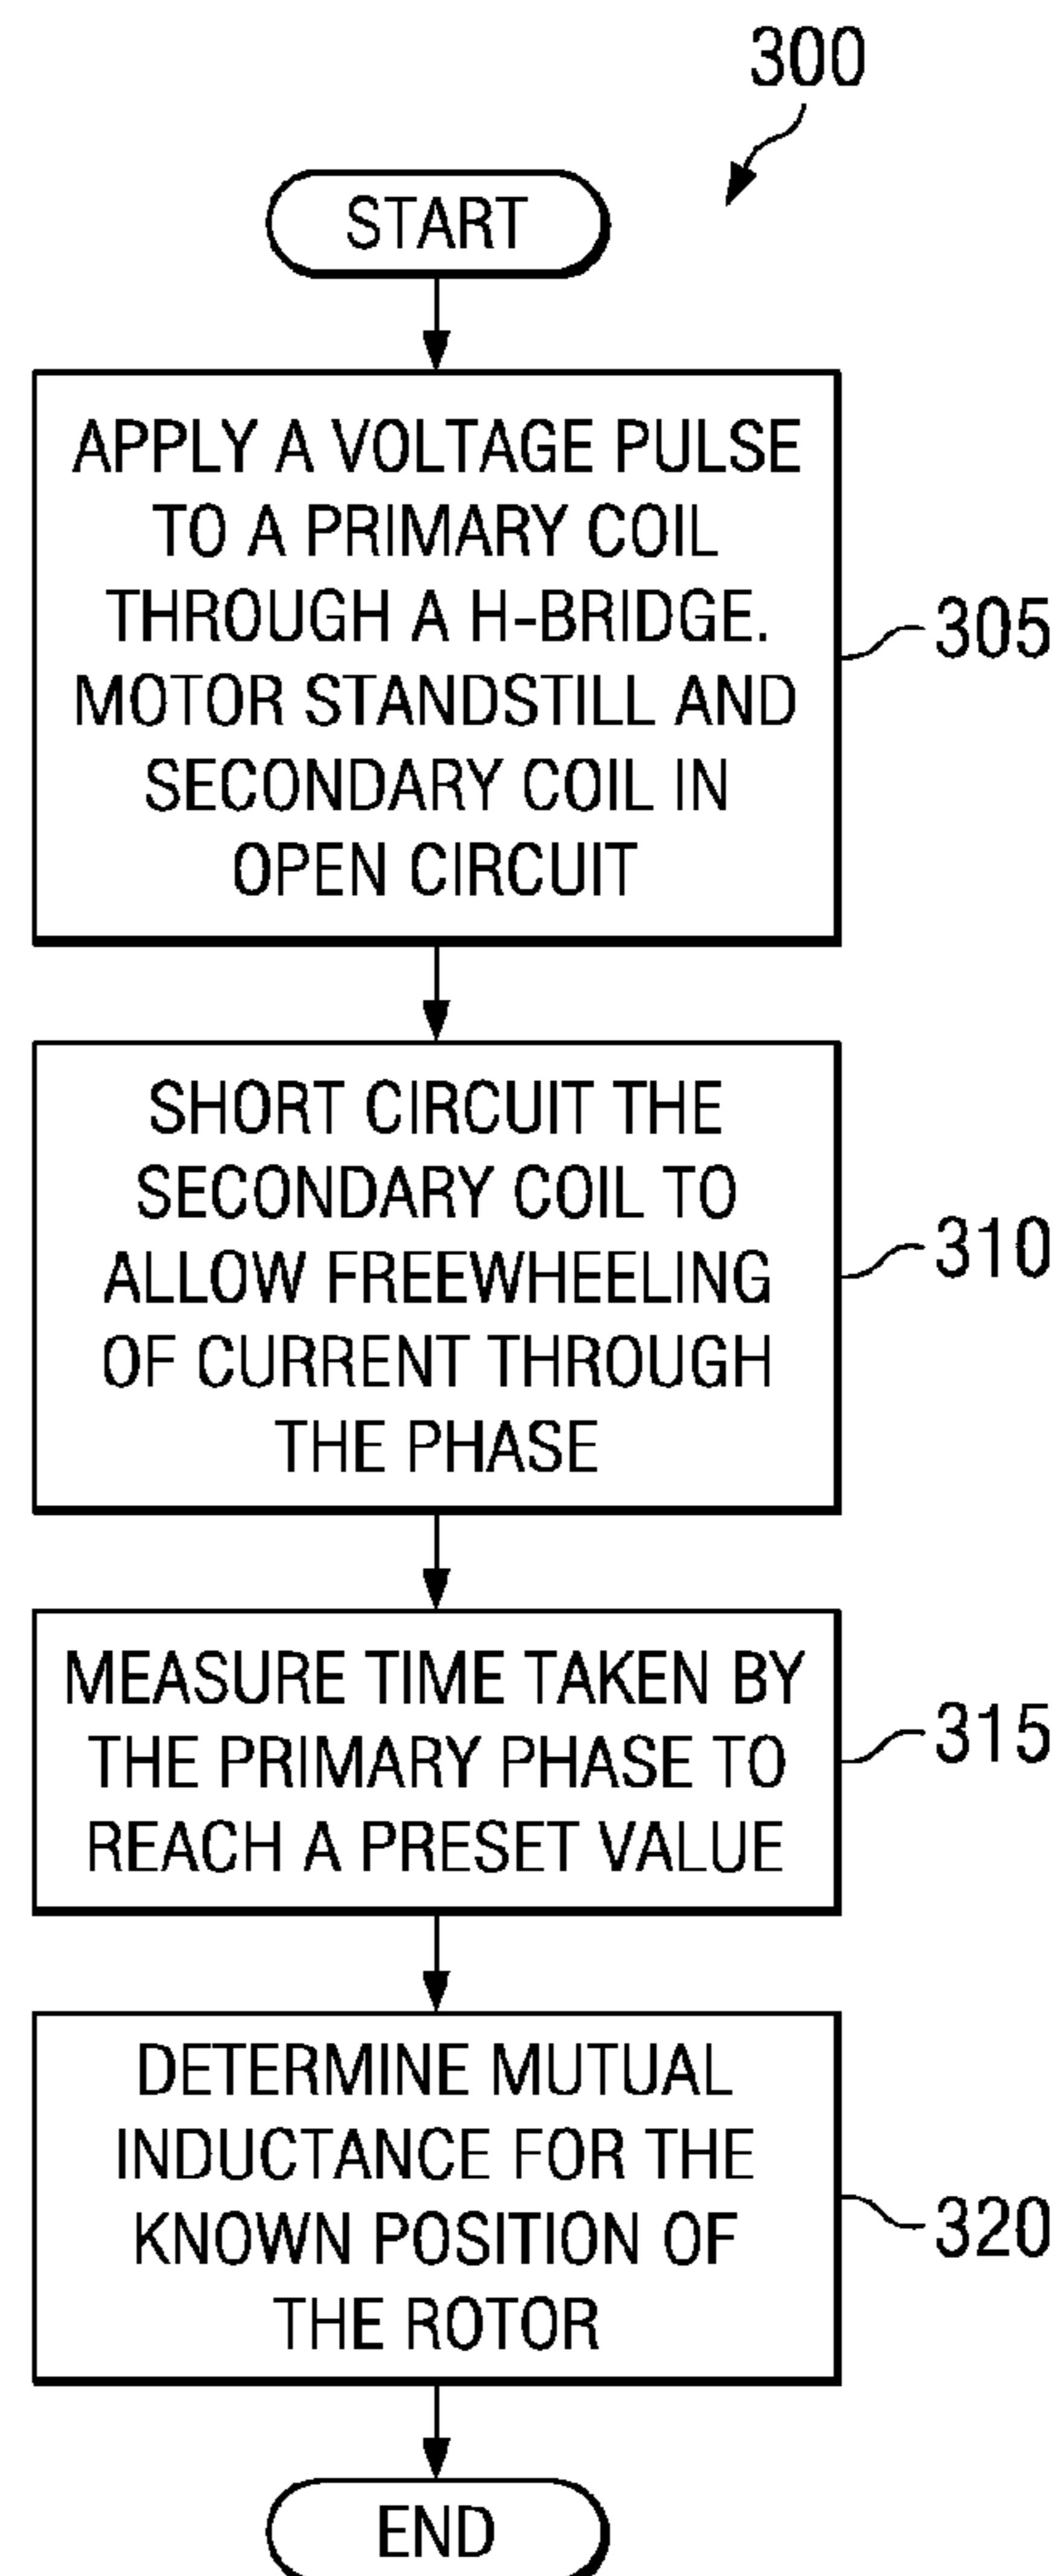 300
START
APPLY A VOLTAGE PULSE
TO A PRIMARY COIL
THROUGH A H-BRIDGE.
MOTOR STANDSTILL AND
SECONDARY COIL IN
OPEN CIRCUIT
305
SHORT CIRCUIT THE
SECONDARY COIL TO
ALLOW FREEWHEELING
OF CURRENT THROUGH
THE PHASE
310
MEASURE TIME TAKEN BY
THE PRIMARY PHASE TO
REACH A PRESET VALUE
315
DETERMINE MUTUAL
INDUCTANCE FOR THE
KNOWN POSITION OF
THE ROTOR
320
END